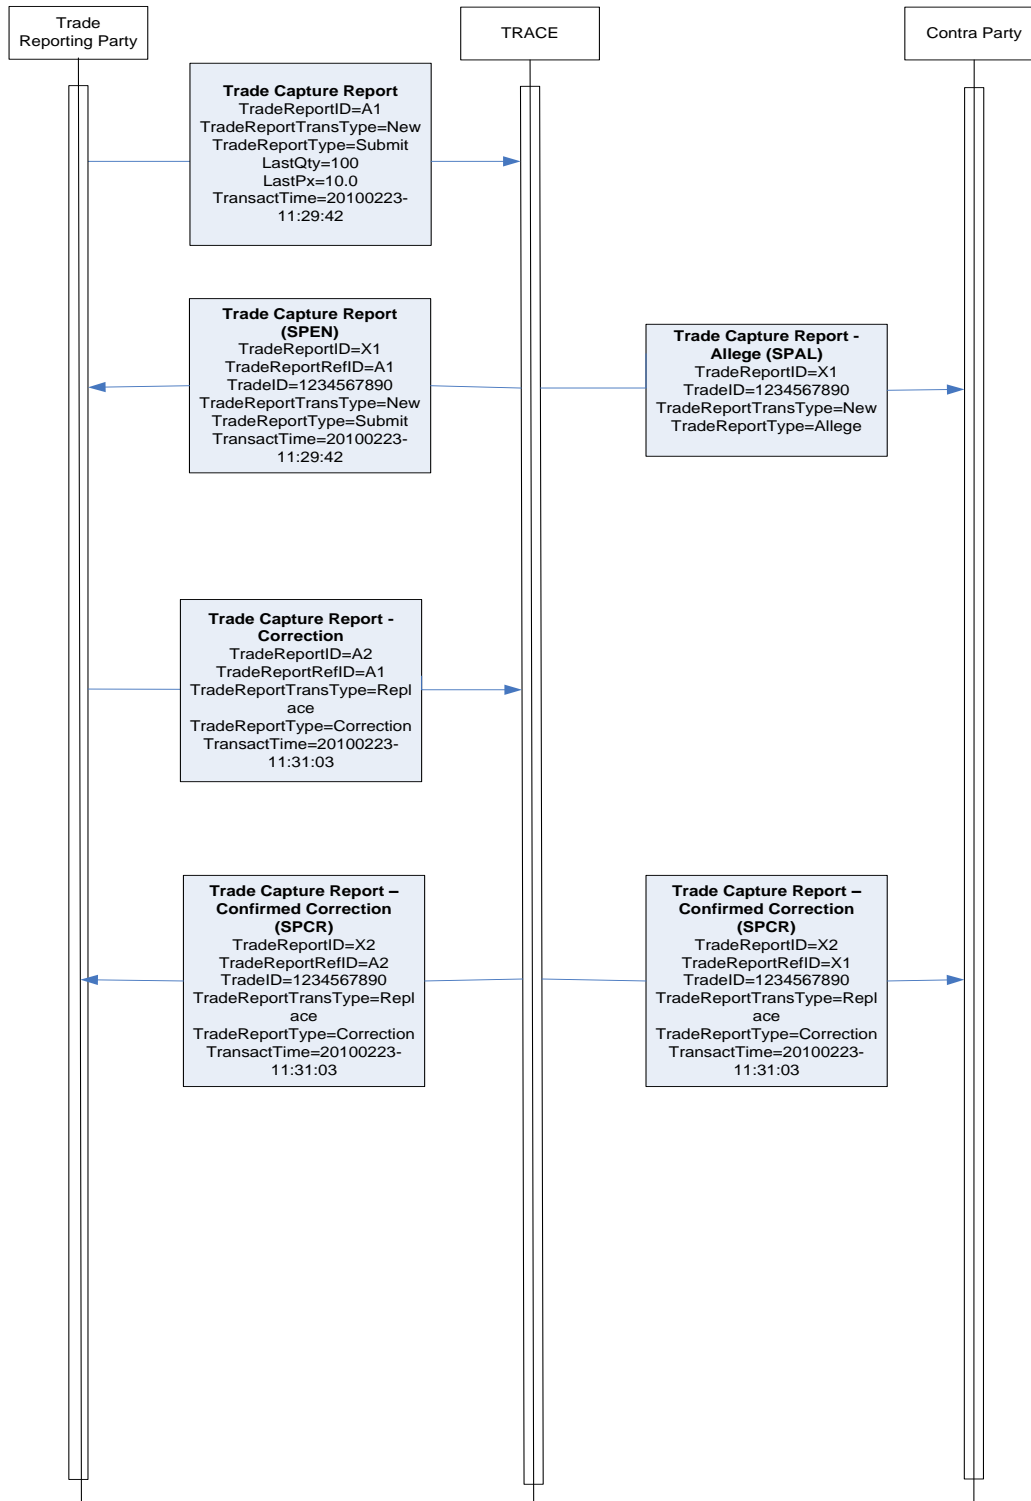 Trade
Reporting Party
TRACE
Contra Party
Trade Capture Report
TradeReportID=A1
TradeReportTransType=New
TradeReportType=Submit
LastQty=100
LastPx=10.0
TransactTime=20100223-
11:29:42
Trade Capture Report
(SPEN)
TradeReportID=X1
TradeReportRefID=A1
TradeID=1234567890
TradeReportTransType=New
TradeReportType=Submit
TransactTime=20100223-
11:29:42
Trade Capture Report -
Allege (SPAL)
TradeReportID=X1
TradeID=1234567890
TradeReportTransType=New
TradeReportType=Allege
Trade Capture Report -
Correction
TradeReportID=A2
TradeReportRefID=A1
TradeReportTransType=Repl
ace
TradeReportType=Correction
TransactTime=20100223-
11:31:03
Trade Capture Report –
Confirmed Correction
(SPCR)
TradeReportID=X2
TradeReportRefID=A2
TradeID=1234567890
TradeReportTransType=Repl
ace
TradeReportType=Correction
TransactTime=20100223-
11:31:03
Trade Capture Report –
Confirmed Correction
(SPCR)
TradeReportID=X2
TradeReportRefID=X1
TradeID=1234567890
TradeReportTransType=Repl
ace
TradeReportType=Correction
TransactTime=20100223-
11:31:03